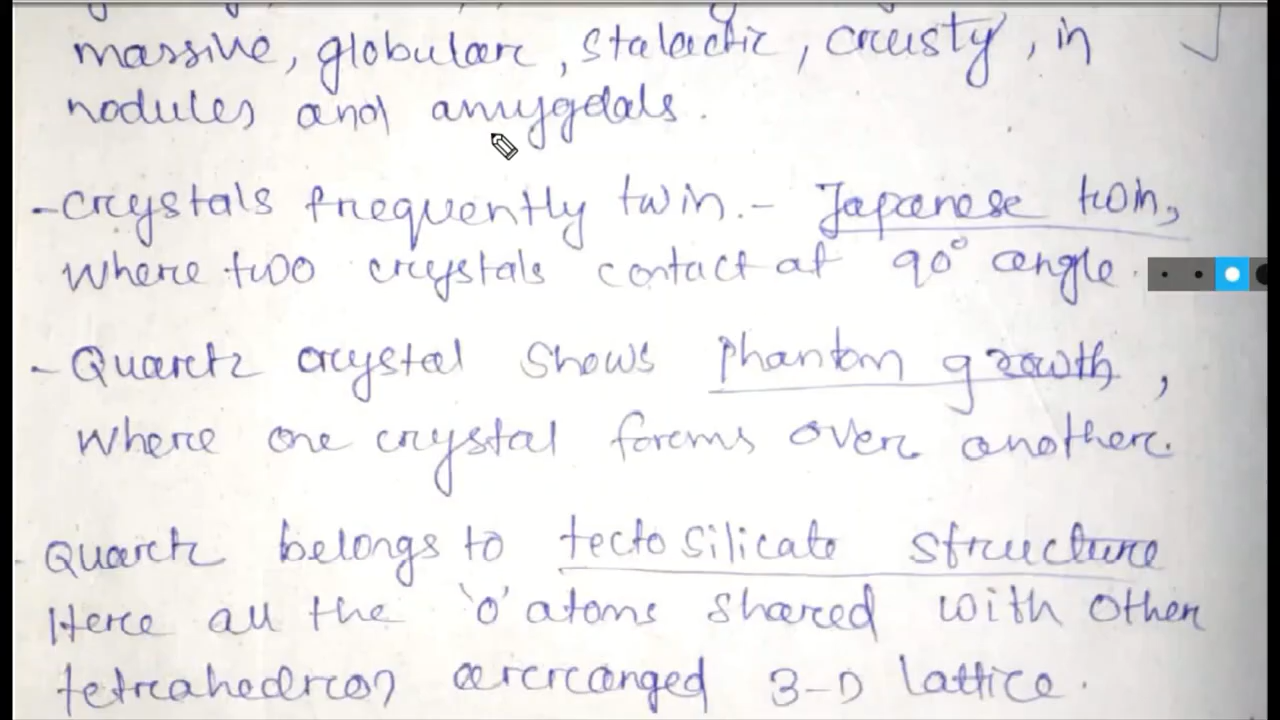 massive, globular, stalactic, crusty, in
nodules and amygdals.
- Crystals frequently twin. - Japanese twin,
where two crystals contact at 90° angle.
- Quartz crystal shows phantom growth,
where one crystal forms over another.
- Quartz belongs to tectosilicate structure
Here all the 'O' atoms shared with other
tetrahedron arranged 3-D lattice.